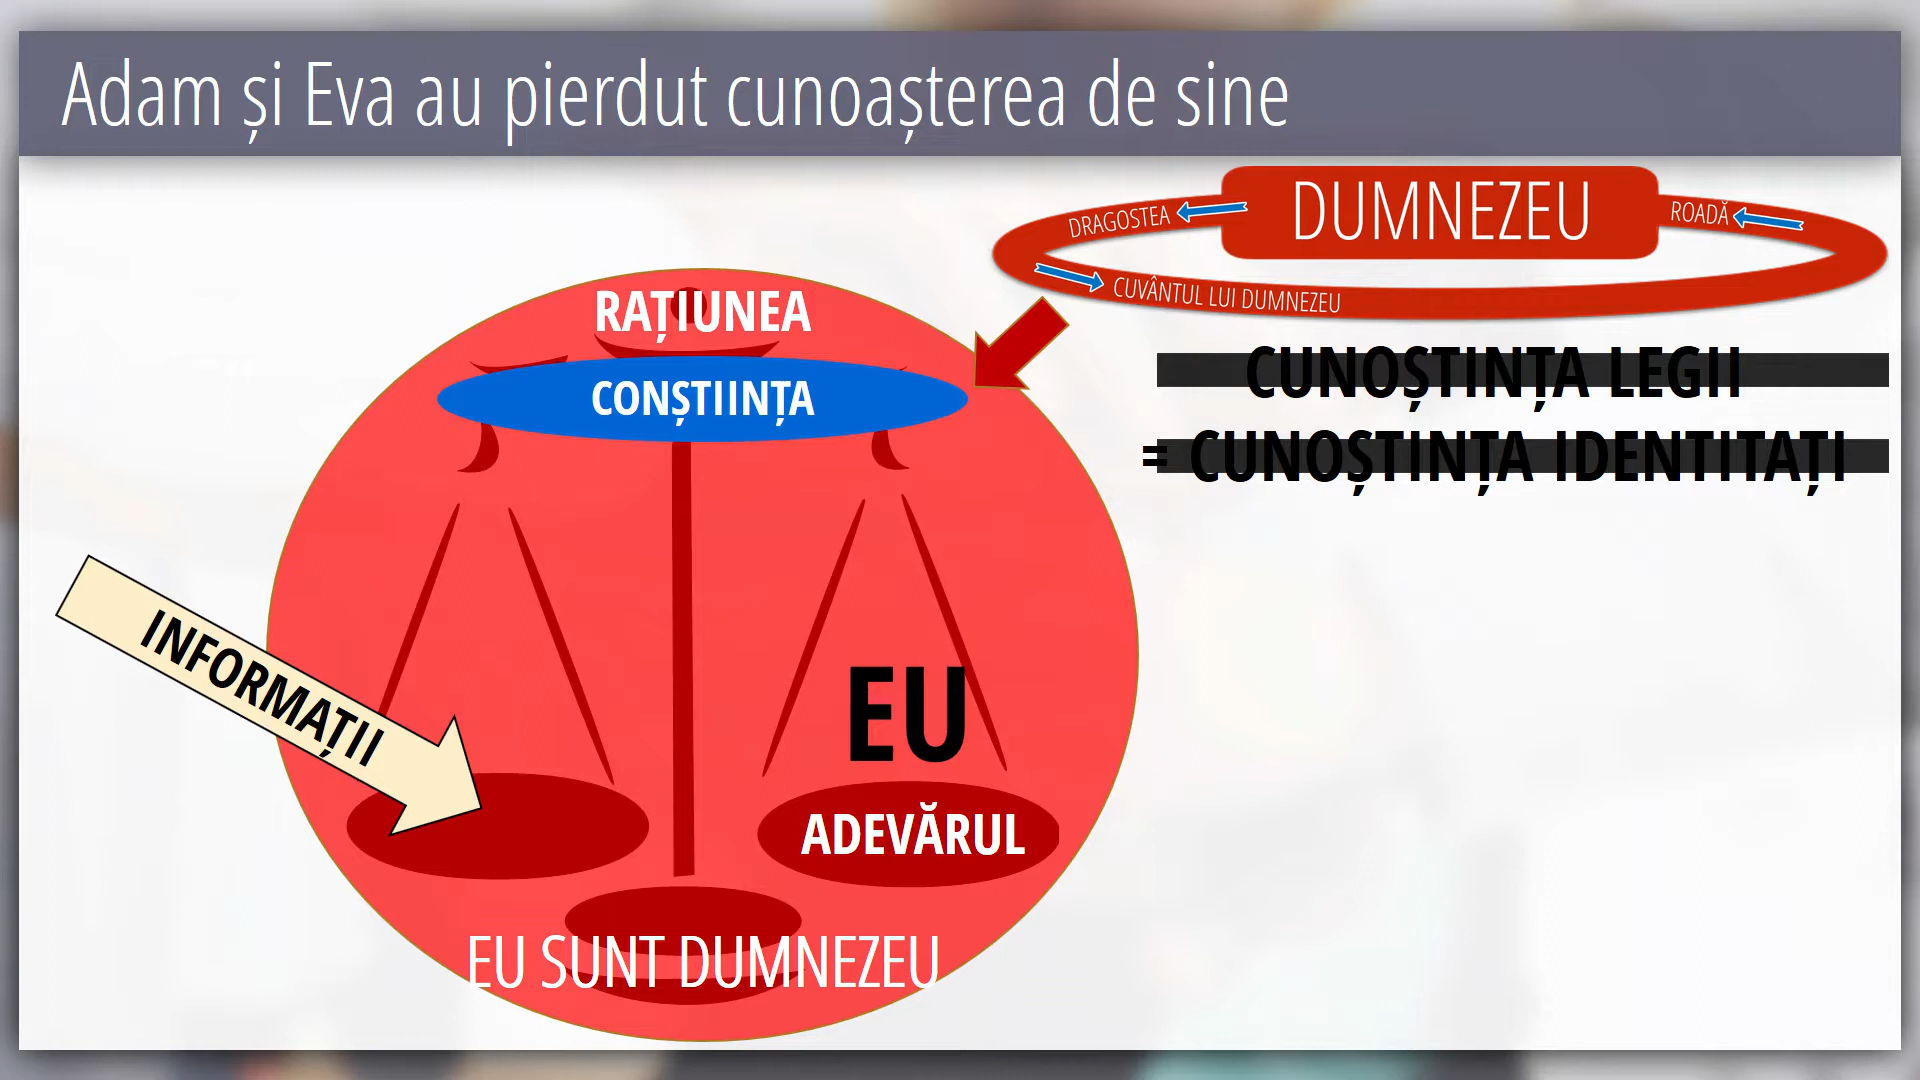 Adam și Eva au pierdut cunoașterea de sine
DUMNEZEU
DRAGOSTEA
ROADĂ
CUVÂNTUL LUI DUMNEZEU
RAȚIUNEA
CONȘTIINȚA
CUNOȘTINȚA LEGII
= CUNOȘTINȚA IDENTITAȚI
INFORMAȚII
EU
ADEVĂRUL
EU SUNT DUMNEZEU